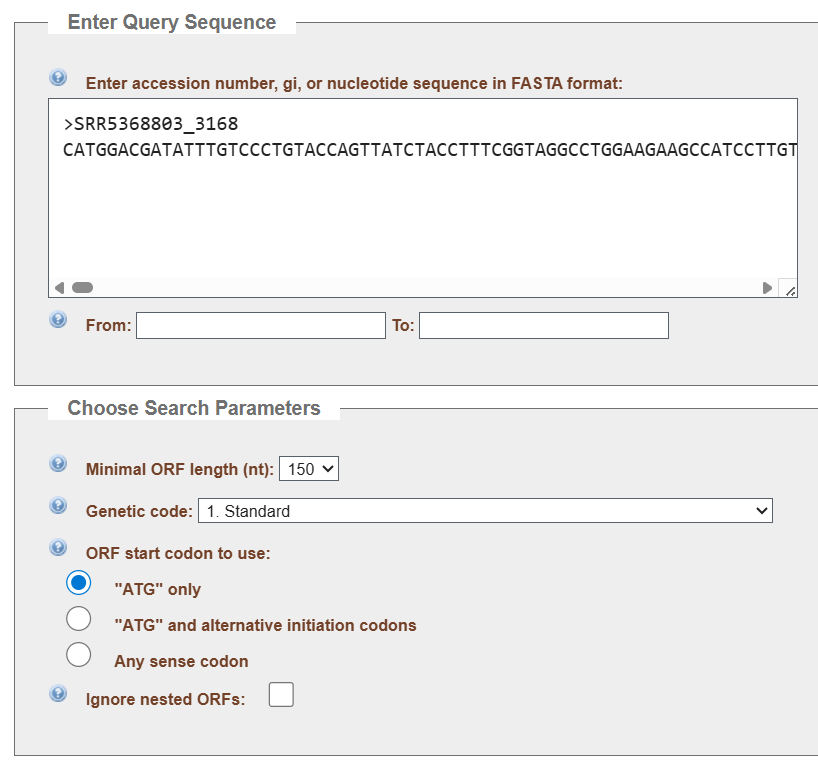 Enter Query Sequence
Enter accession number, gi, or nucleotide sequence in FASTA format:
>SRR5368803_3168
CATGGACGATATTTGTCCCTGTACCAGTTATCTACCTTTCGGTAGGCCTGGAAGAAGCCATCCTTGT
From:
To:
Choose Search Parameters
Minimal ORF length (nt): 150
Genetic code: 1. Standard
ORF start codon to use:
"ATG" only
"ATG" and alternative initiation codons
Any sense codon
Ignore nested ORFs: